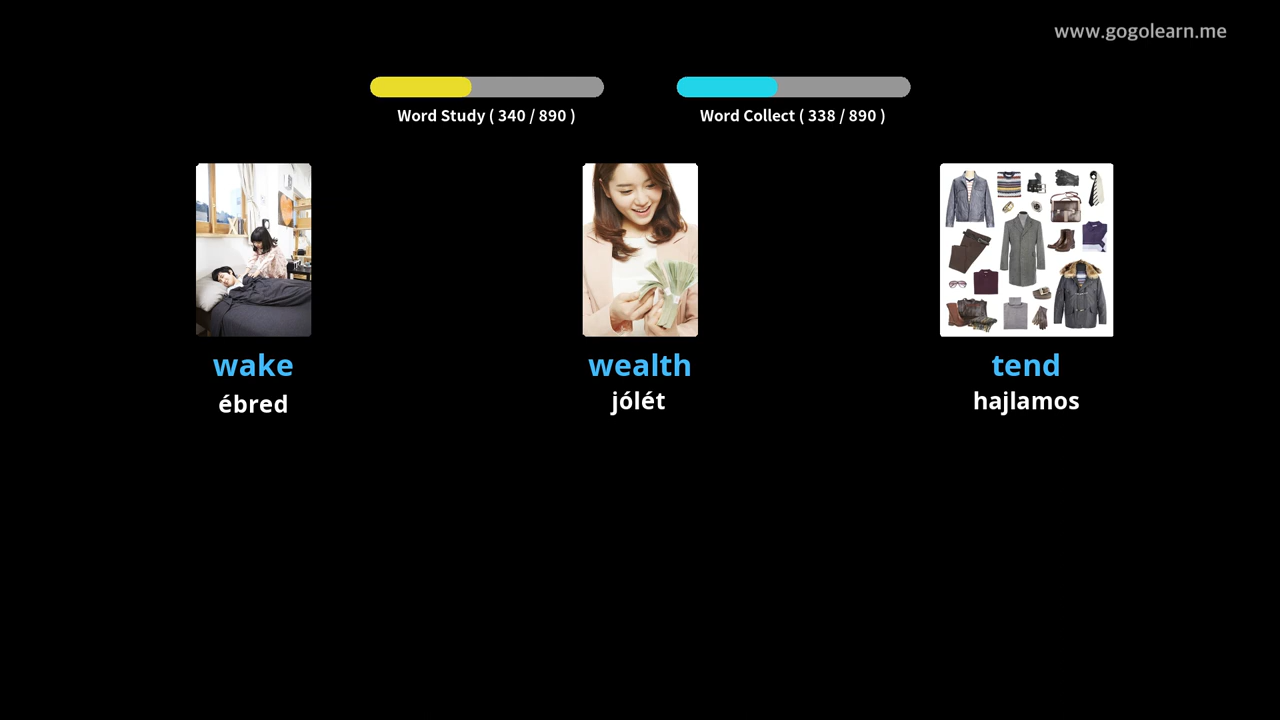 www.gogolearn.me
Word Study ( 340 / 890 )
Word Collect ( 338 / 890 )
wake
ébred
wealth
jólét
tend
hajlamos